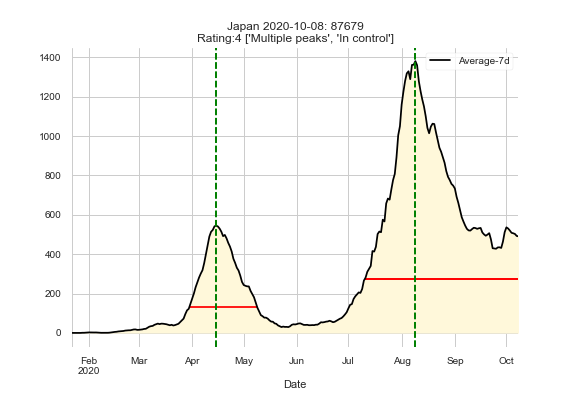 Japan 2020-10-08: 87679
Rating:4 ['Multiple peaks', 'In control']
Average-7d
1400
1200
1000
800
600
400
200
0
Feb
2020
Mar
Apr
May
Jun
Jul
Aug
Sep
Oct
Date